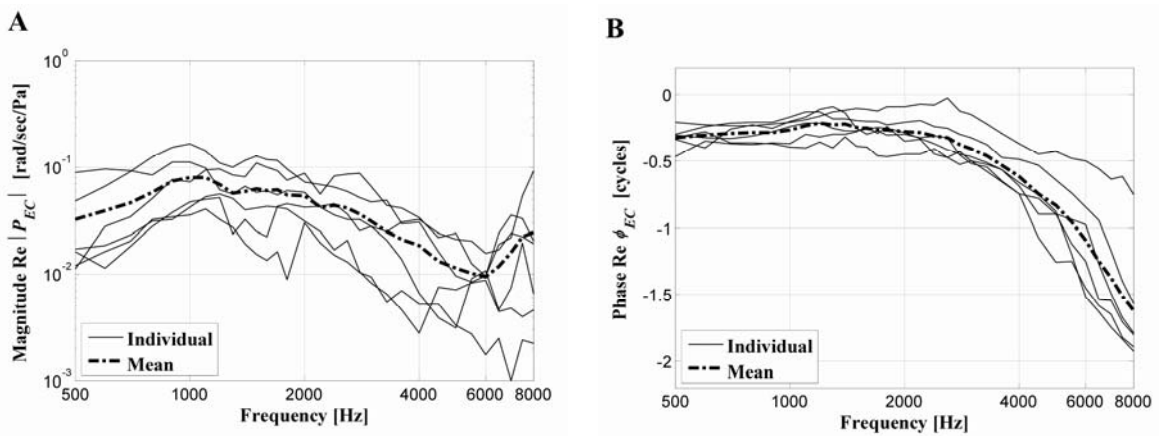 A
Magnitude Re |P_EC| [rad/sec/Pa]
10^0
10^-1
10^-2
10^-3
Individual
Mean
500 1000 2000 4000 6000 8000
Frequency [Hz]
B
Phase Re ϕ_EC [cycles]
0
-0.5
-1
-1.5
-2
Individual
Mean
500 1000 2000 4000 6000 8000
Frequency [Hz]